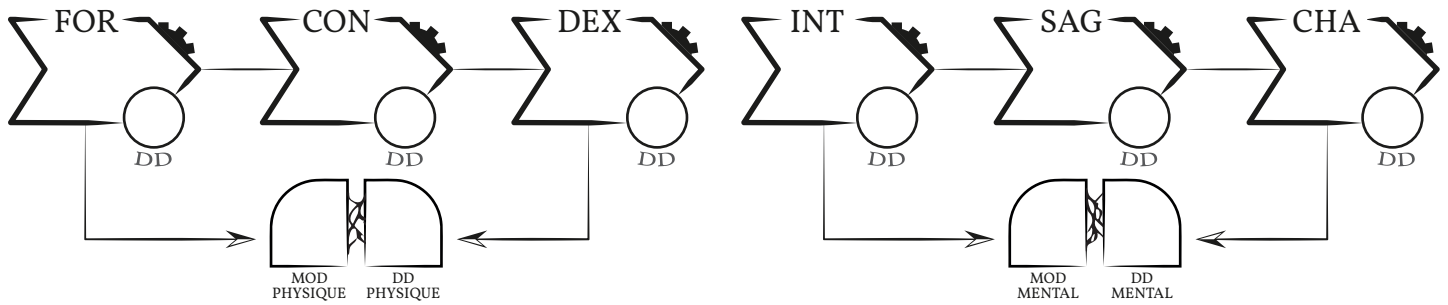 FOR CON DEX INT SAG CHA
DD DD DD DD DD DD
MOD PHYSIQUE
DD PHYSIQUE
MOD MENTAL
DD MENTAL